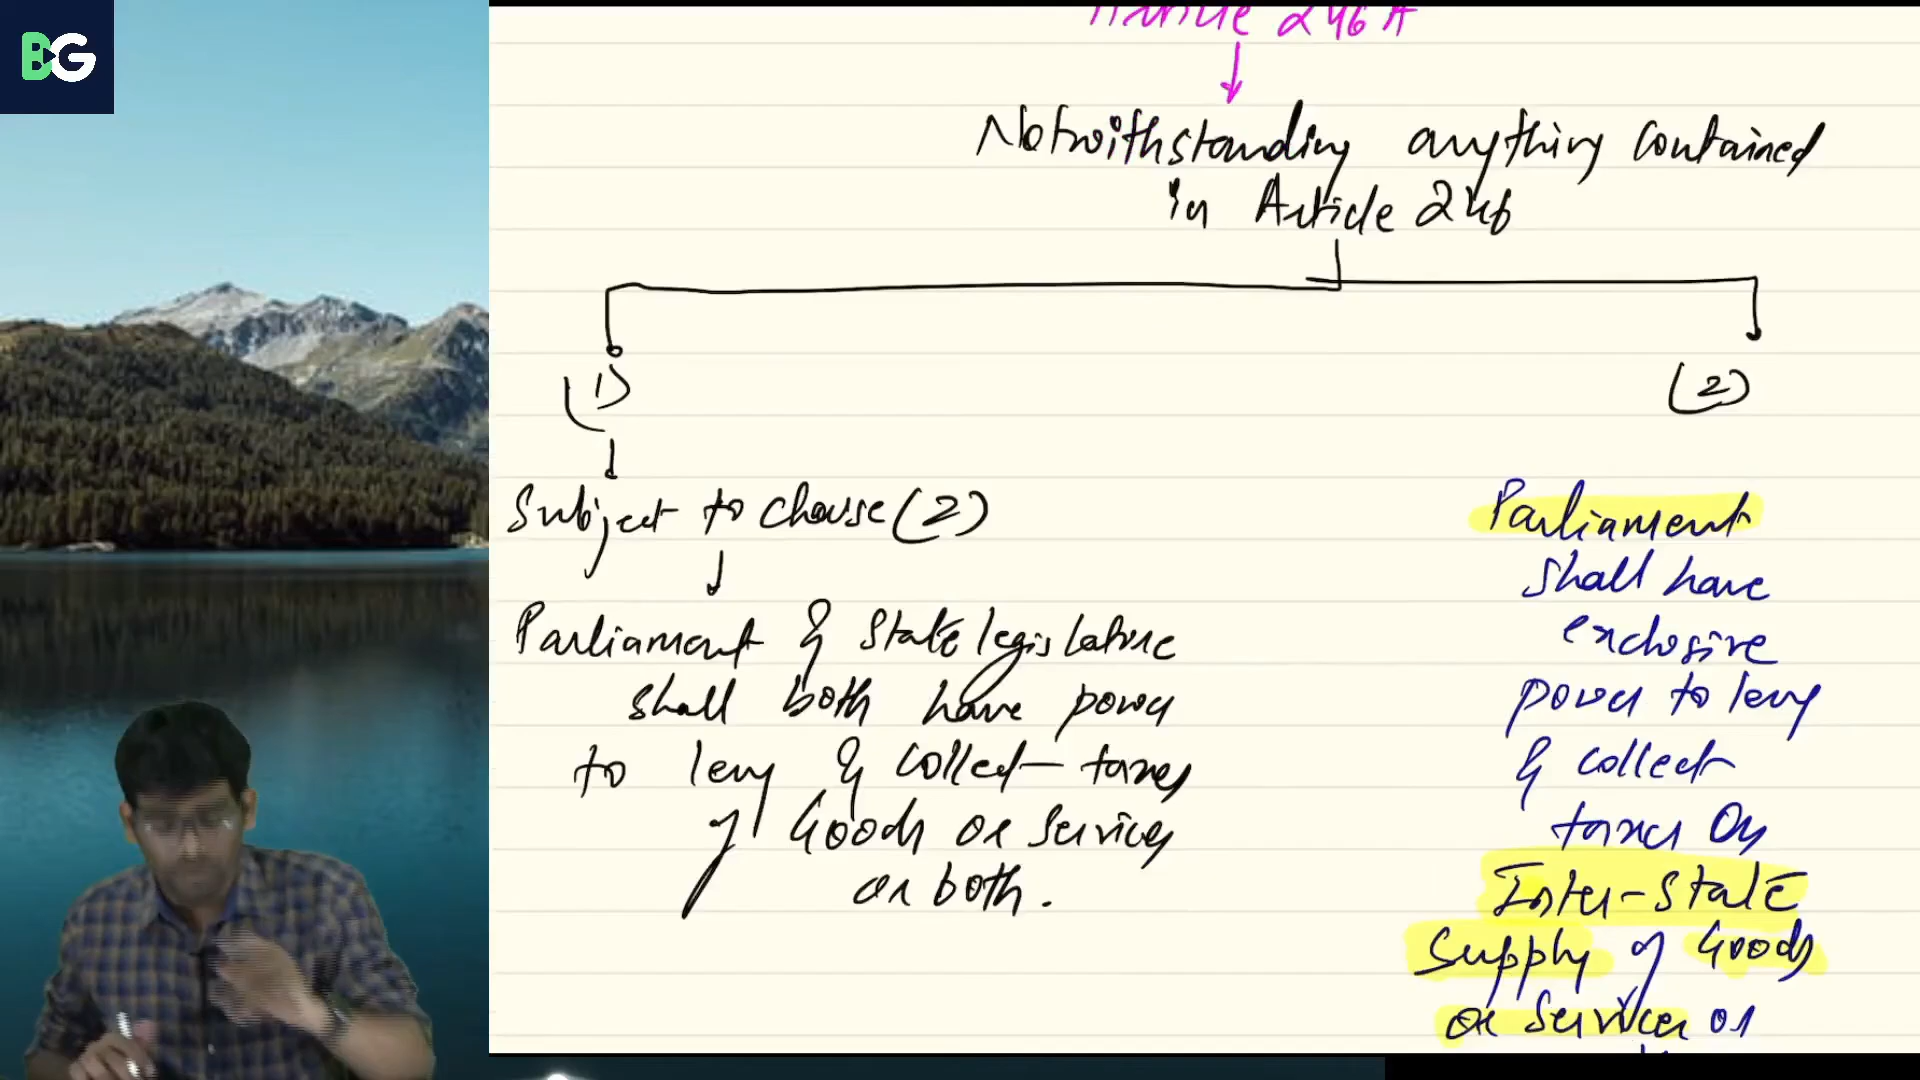 BG
Article 246A
Notwithstanding anything contained
in Article 246
(1)
Subject to clause (2)
Parliament & State legislature
shall both have power
to levy & collect taxes
of Goods or Services
or both.
(2)
Parliament
shall have
exclusive
power to levy
& collect
taxes on
Inter-State
Supply of Goods
or Services or